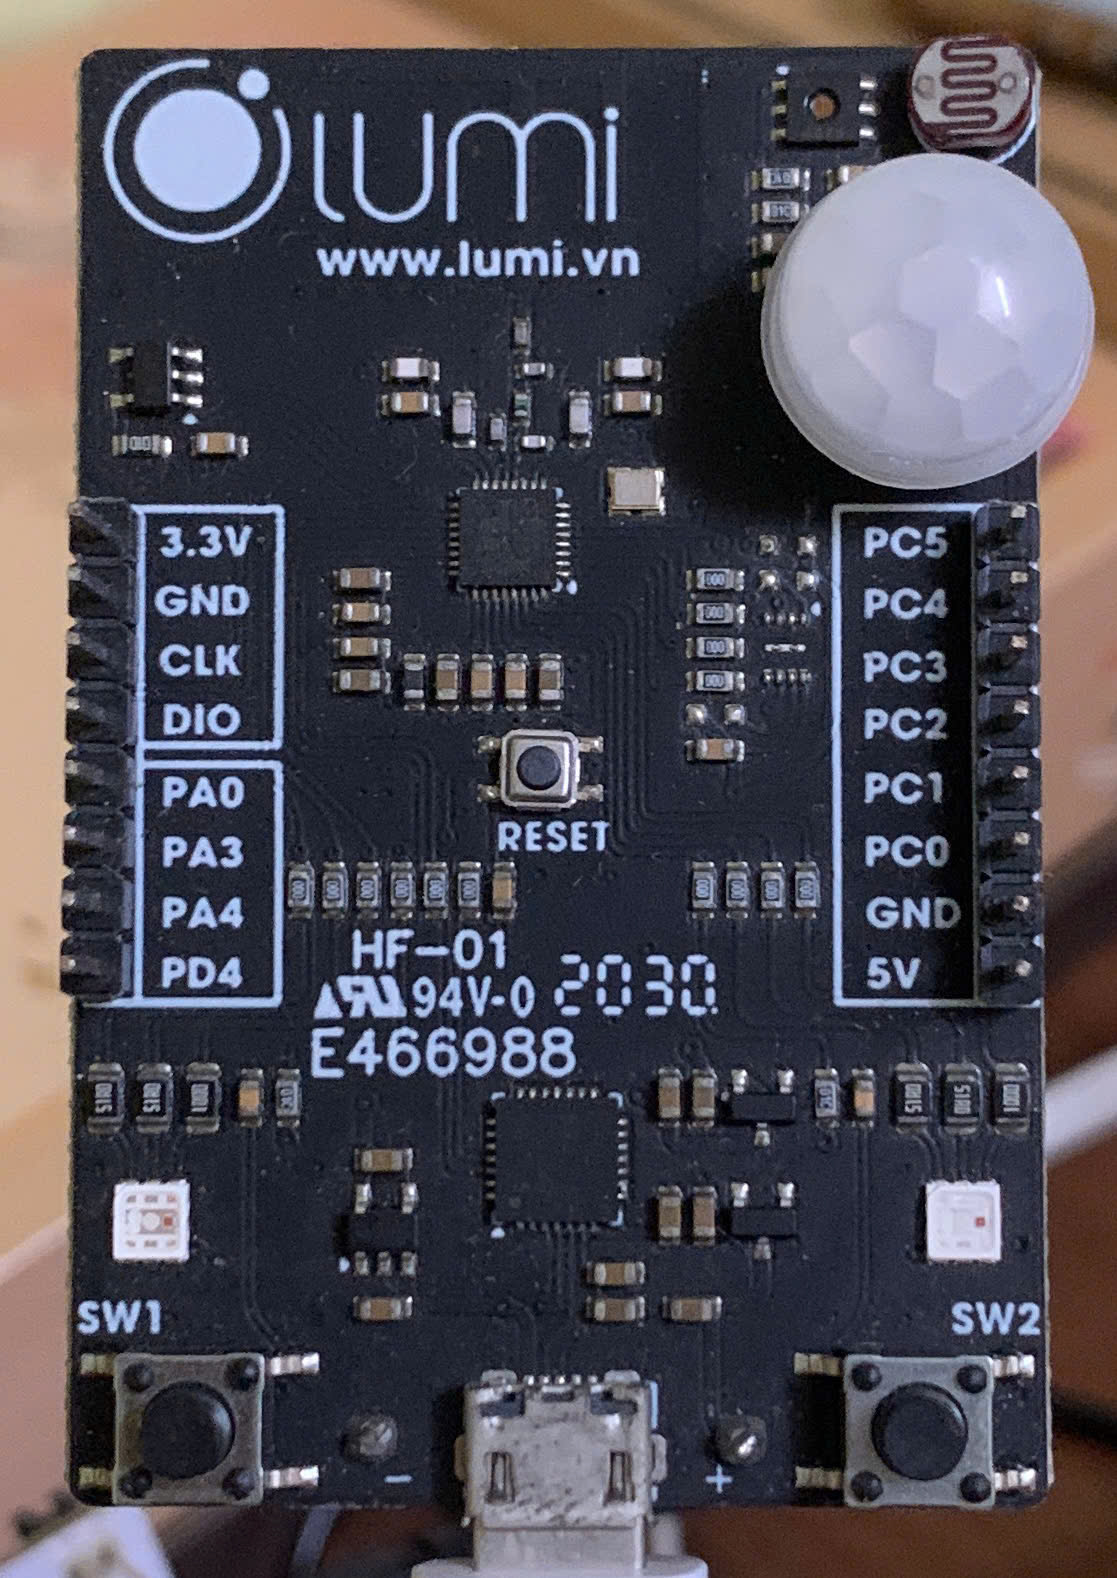 lumi
www.lumi.vn
3.3V
GND
CLK
DIO
PA0
PA3
PA4
PD4
PC5
PC4
PC3
PC2
PC1
PC0
GND
5V
RESET
HF-01
94V-0 2030
E466988
SW1
SW2
- +